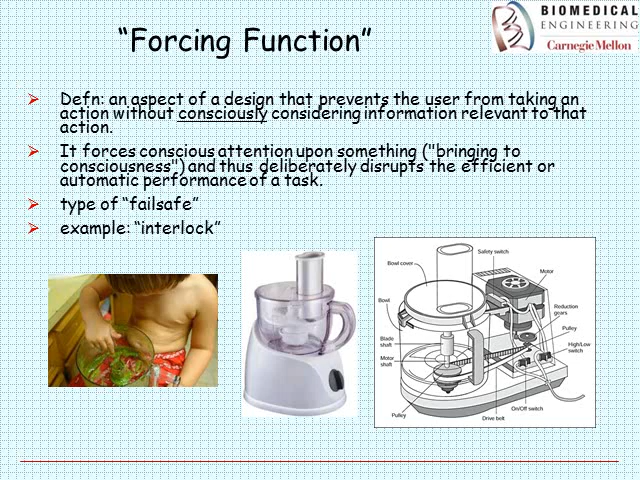 “Forcing Function”
BIOMEDICAL
ENGINEERING
Carnegie Mellon
Defn: an aspect of a design that prevents the user from taking an
action without consciously considering information relevant to that
action.
It forces conscious attention upon something ("bringing to
consciousness") and thus deliberately disrupts the efficient or
automatic performance of a task.
type of “failsafe”
example: “interlock”
Safety switch
Bowl cover
Motor
Bowl
Reduction
gears
Blade
shaft
Pulley
Motor
shaft
High/Low
switch
Pulley
On/Off switch
Drive belt